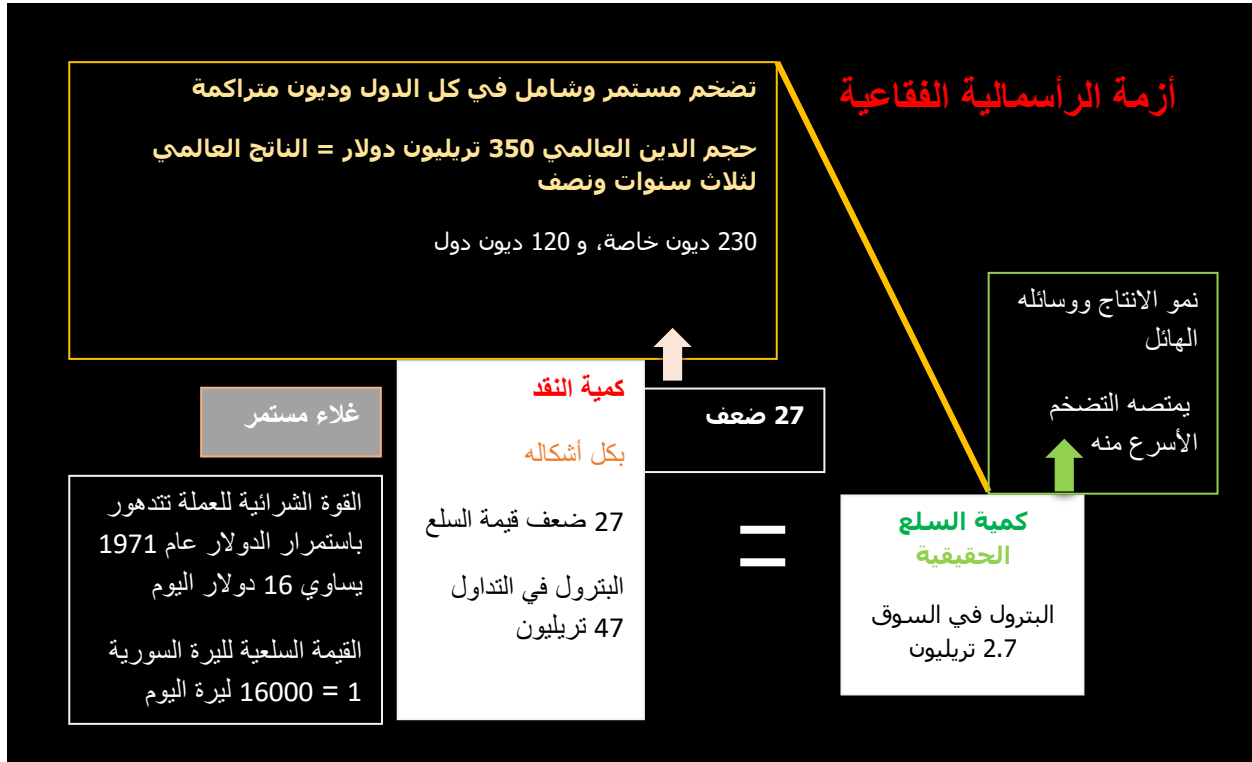 أزمة الرأسمالية الفقاعية
تضخم مستمر وشامل في كل الدول وديون متراكمة
حجم الدين العالمي 350 تريليون دولار = الناتج العالمي
لثلاث سنوات ونصف
230 ديون خاصة، و 120 ديون دول
نمو الانتاج ووسائله
الهائل
يمتصه التضخم
الأسرع منه
كمية السلع
الحقيقية
البترول في السوق
2.7 تريليون
=
27 ضعف
كمية النقد
بكل أشكاله
27 ضعف قيمة السلع
البترول في التداول
47 تريليون
غلاء مستمر
القوة الشرائية للعملة تتدهور
باستمرار الدولار عام 1971
يساوي 16 دولار اليوم
القيمة السلعية لليرة السورية
1 = 16000 ليرة اليوم